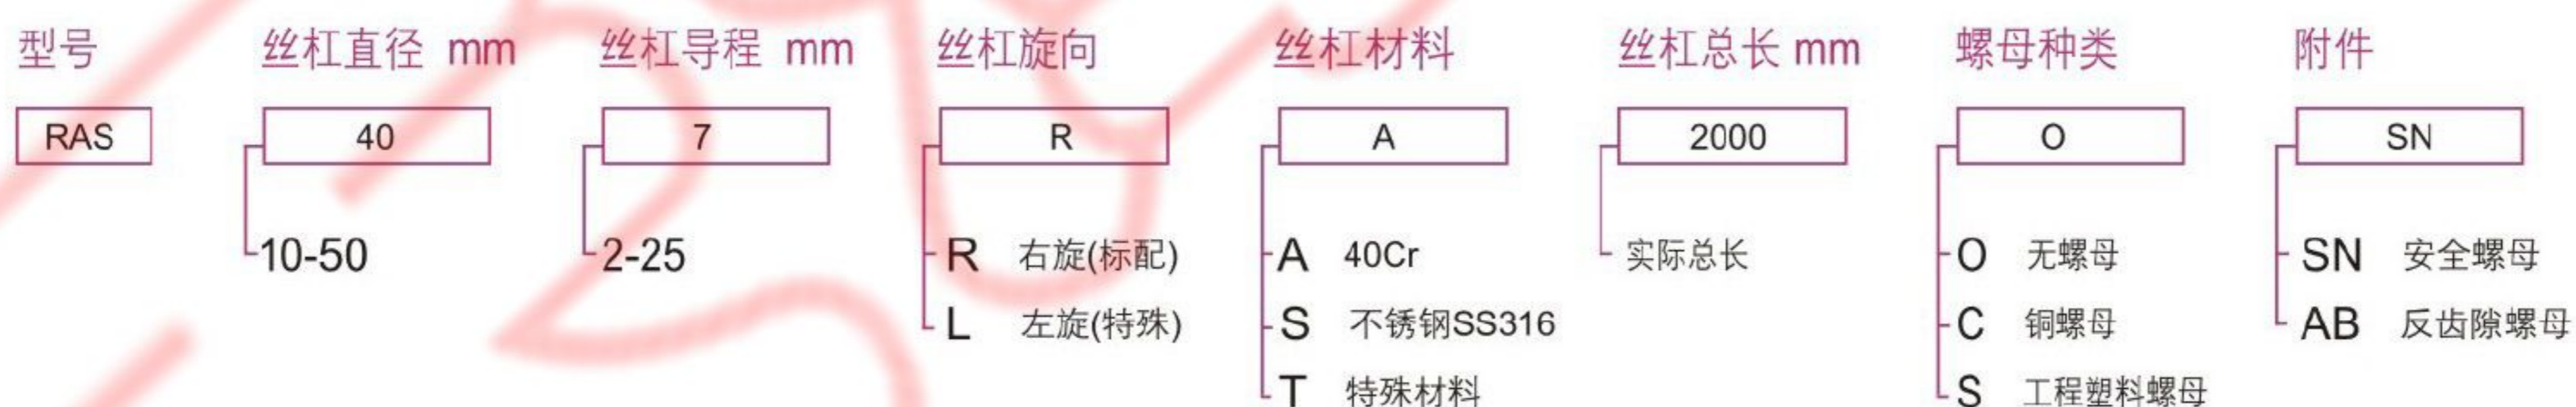 型号 丝杠直径 mm 丝杠导程 mm 丝杠旋向 丝杠材料 丝杠总长 mm 螺母种类 附件
RAS 40 7 R A 2000 O SN
10-50 2-25 R 右旋(标配) A 40Cr 实际总长 O 无螺母 SN 安全螺母
L 左旋(特殊) S 不锈钢SS316 C 铜螺母 AB 反齿隙螺母
T 特殊材料 S 工程塑料螺母